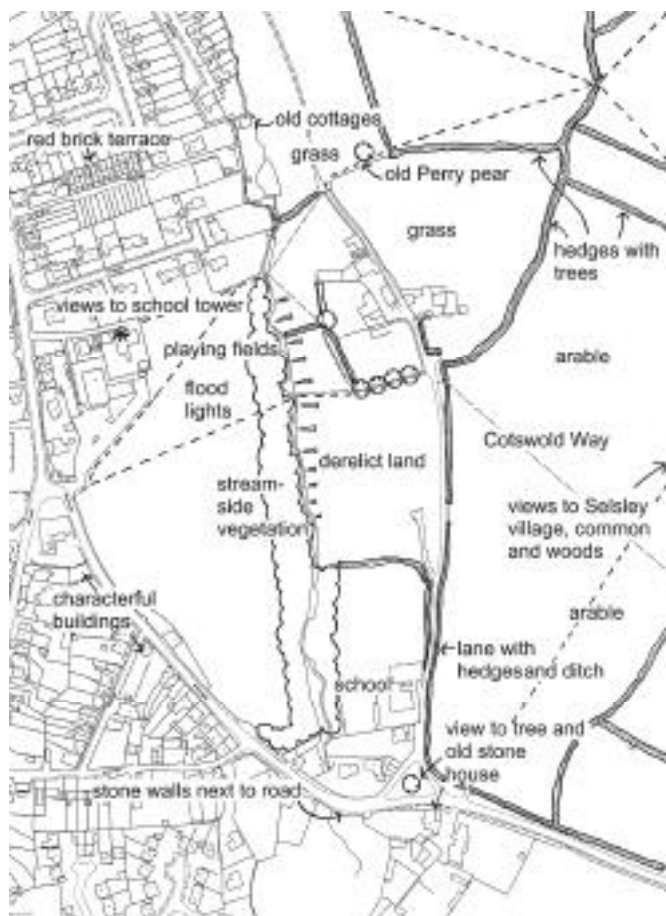 old cottages
red brick terrace
grass
old Perry pear
grass
hedges with
trees
views to school tower
playing fields
arable
flood
lights
Cotswold Way
derelict land
stream-
side
vegetation
views to Selsley
village, common
and woods
characterful
buildings
arable
lane with
hedges and ditch
school
view to tree and
old stone
house
stone walls next to road